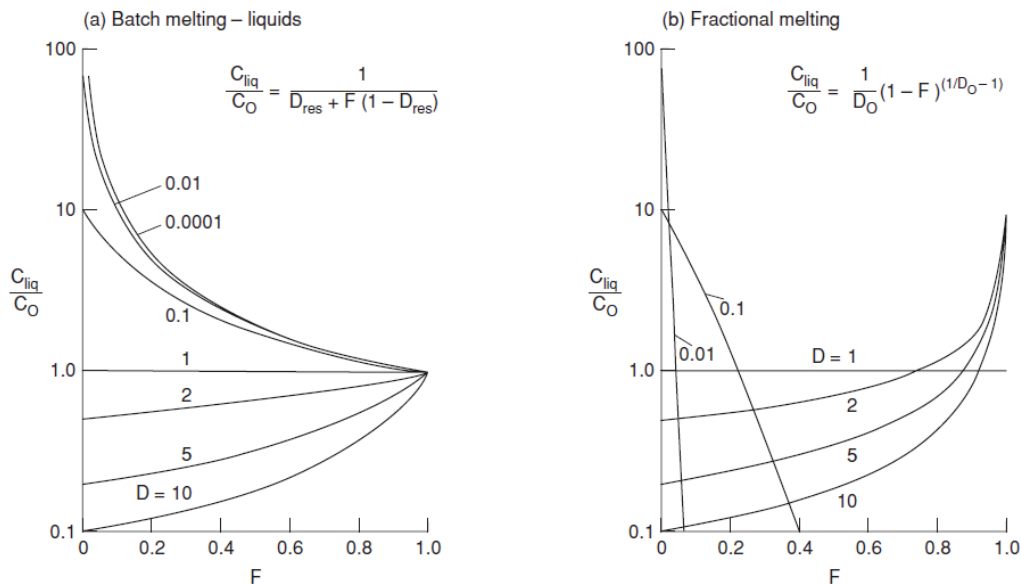 (a) Batch melting – liquids
C_liq/C_O = 1/(D_res + F (1 – D_res))
100
10
C_liq/C_O
1.0
0.1
0.01
0.0001
0.1
1
2
5
D = 10
0 0.2 0.4 0.6 0.8 1.0
F
(b) Fractional melting
C_liq/C_O = 1/D_O (1 – F)^(1/D_O – 1)
100
10
C_liq/C_O
1.0
0.1
0.1
0.01
D = 1
2
5
10
0 0.2 0.4 0.6 0.8 1.0
F